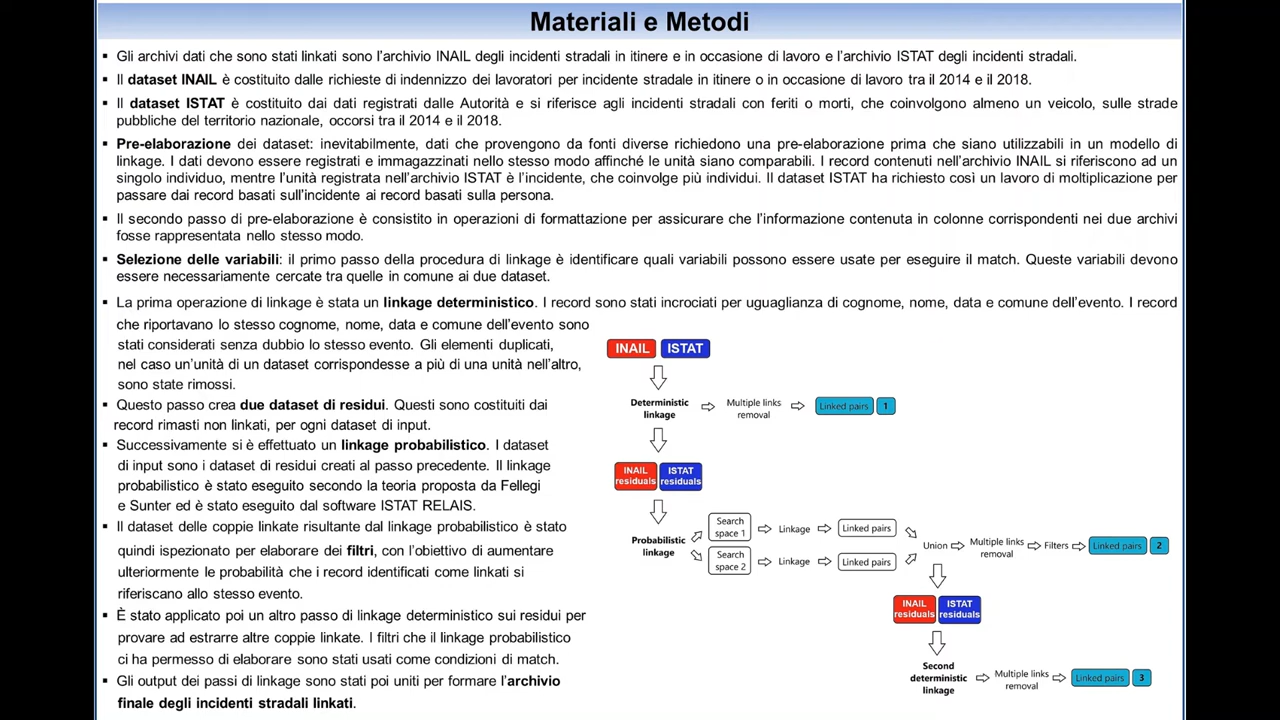 Materiali e Metodi
▪ Gli archivi dati che sono stati linkati sono l'archivio INAIL degli incidenti stradali in itinere e in occasione di lavoro e l'archivio ISTAT degli incidenti stradali.
▪ Il dataset INAIL è costituito dalle richieste di indennizzo dei lavoratori per incidente stradale in itinere o in occasione di lavoro tra il 2014 e il 2018.
▪ Il dataset ISTAT è costituito dai dati registrati dalle Autorità e si riferisce agli incidenti stradali con feriti o morti, che coinvolgono almeno un veicolo, sulle strade
pubbliche del territorio nazionale, occorsi tra il 2014 e il 2018.
▪ Pre-elaborazione dei dataset: inevitabilmente, dati che provengono da fonti diverse richiedono una pre-elaborazione prima che siano utilizzabili in un modello di
linkage. I dati devono essere registrati e immagazzinati nello stesso modo affinché le unità siano comparabili. I record contenuti nell'archivio INAIL si riferiscono ad un
singolo individuo, mentre l'unità registrata nell'archivio ISTAT è l'incidente, che coinvolge più individui. Il dataset ISTAT ha richiesto così un lavoro di moltiplicazione per
passare dai record basati sull'incidente ai record basati sulla persona.
▪ Il secondo passo di pre-elaborazione è consistito in operazioni di formattazione per assicurare che l'informazione contenuta in colonne corrispondenti nei due archivi
fosse rappresentata nello stesso modo.
▪ Selezione delle variabili: il primo passo della procedura di linkage è identificare quali variabili possono essere usate per eseguire il match. Queste variabili devono
essere necessariamente cercate tra quelle in comune ai due dataset.
▪ La prima operazione di linkage è stata un linkage deterministico. I record sono stati incrociati per uguaglianza di cognome, nome, data e comune dell'evento. I record
che riportavano lo stesso cognome, nome, data e comune dell'evento sono
stati considerati senza dubbio lo stesso evento. Gli elementi duplicati,
nel caso un'unità di un dataset corrispondesse a più di una unità nell'altro,
sono state rimossi.
▪ Questo passo crea due dataset di residui. Questi sono costituiti dai
record rimasti non linkati, per ogni dataset di input.
▪ Successivamente si è effettuato un linkage probabilistico. I dataset
di input sono i dataset di residui creati al passo precedente. Il linkage
probabilistico è stato eseguito secondo la teoria proposta da Fellegi
e Sunter ed è stato eseguito dal software ISTAT RELAIS.
▪ Il dataset delle coppie linkate risultante dal linkage probabilistico è stato
quindi ispezionato per elaborare dei filtri, con l'obiettivo di aumentare
ulteriormente le probabilità che i record identificati come linkati si
riferiscano allo stesso evento.
▪ È stato applicato poi un altro passo di linkage deterministico sui residui per
provare ad estrarre altre coppie linkate. I filtri che il linkage probabilistico
ci ha permesso di elaborare sono stati usati come condizioni di match.
▪ Gli output dei passi di linkage sono stati poi uniti per formare l'archivio
finale degli incidenti stradali linkati.
INAIL ISTAT
Deterministic
linkage
Multiple links
removal
Linked pairs 1
INAIL
residuals
ISTAT
residuals
Probabilistic
linkage
Search
space 1
Linkage
Linked pairs
Search
space 2
Linkage
Linked pairs
Union
Multiple links
removal
Filters
Linked pairs 2
INAIL
residuals
ISTAT
residuals
Second
deterministic
linkage
Multiple links
removal
Linked pairs 3